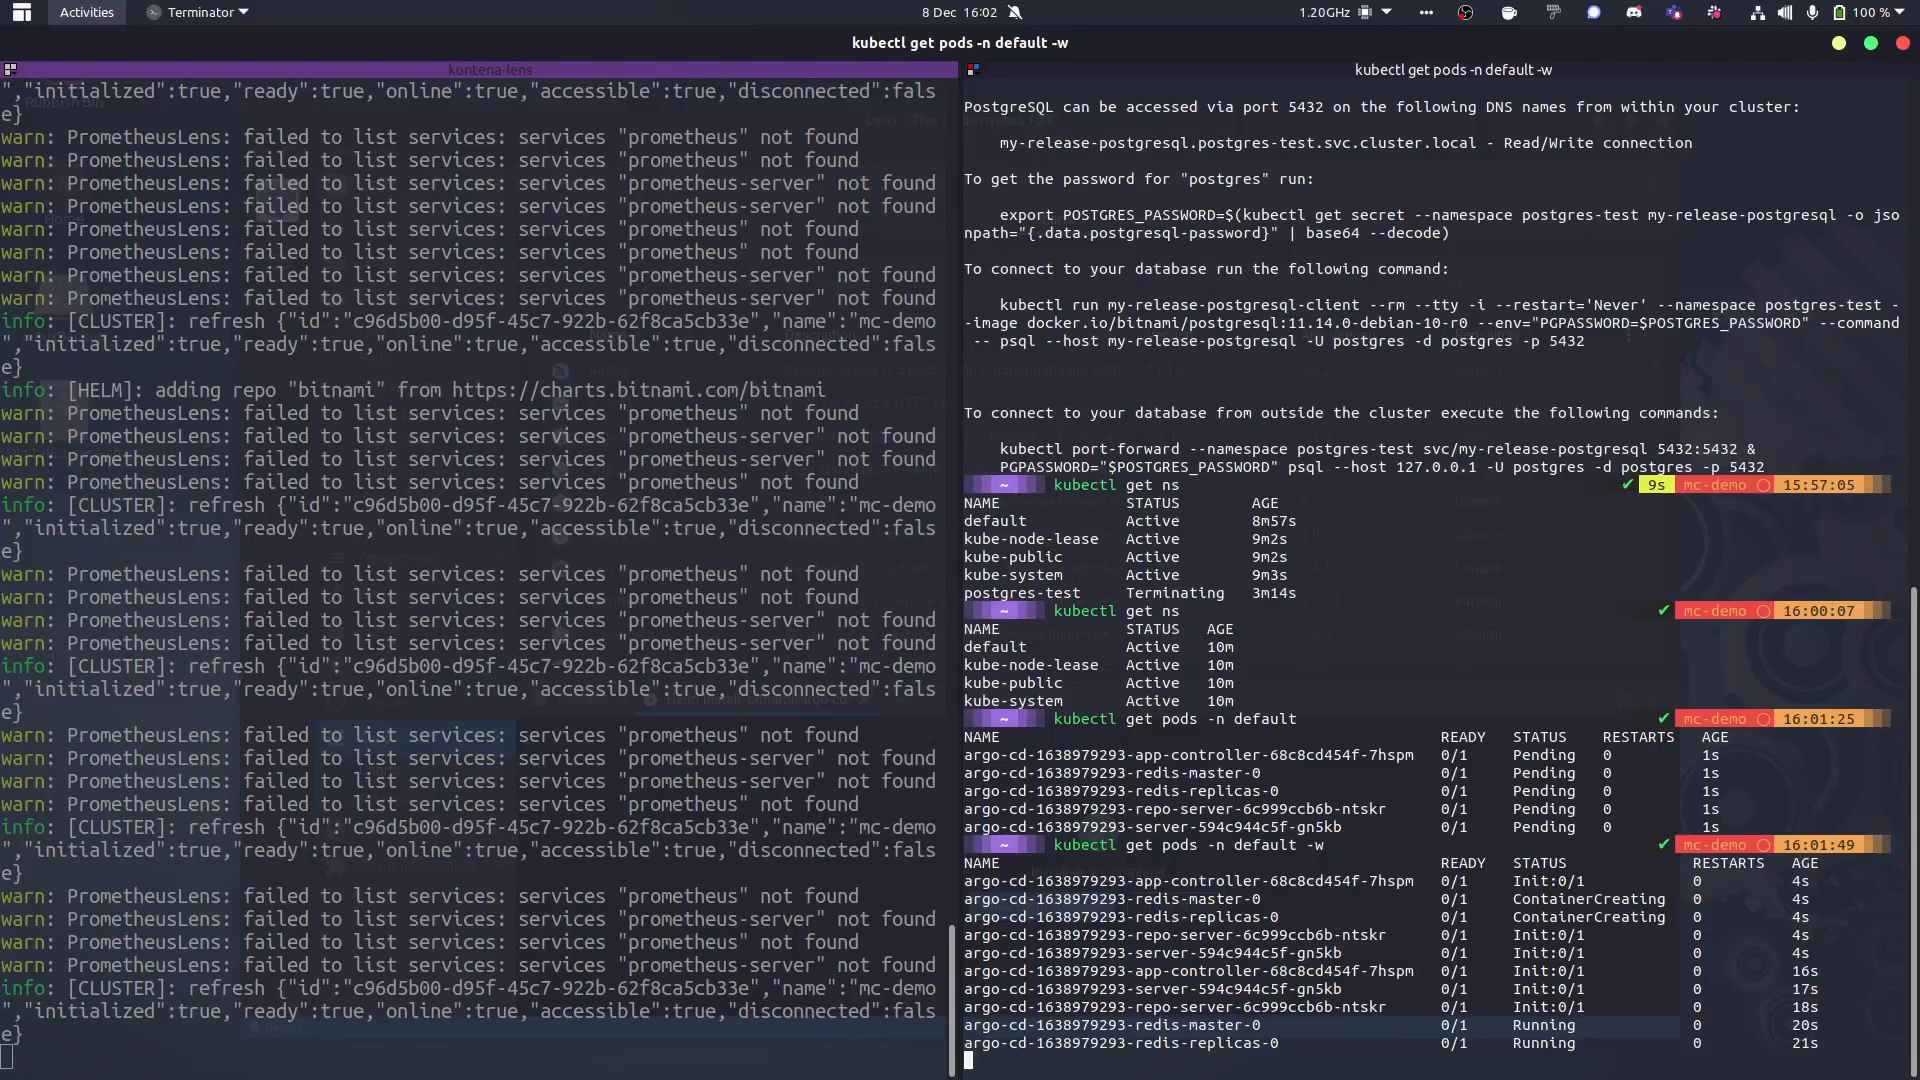 Activities
Terminator
8 Dec 16:02
1.20GHz
100 %
kubectl get pods -n default -w
kontena-lens
","initialized":true,"ready":true,"online":true,"accessible":true,"disconnected":fals
e}
warn: PrometheusLens: failed to list services: services "prometheus" not found
warn: PrometheusLens: failed to list services: services "prometheus" not found
warn: PrometheusLens: failed to list services: services "prometheus-server" not found
warn: PrometheusLens: failed to list services: services "prometheus-server" not found
warn: PrometheusLens: failed to list services: services "prometheus" not found
warn: PrometheusLens: failed to list services: services "prometheus" not found
warn: PrometheusLens: failed to list services: services "prometheus-server" not found
warn: PrometheusLens: failed to list services: services "prometheus-server" not found
info: [CLUSTER]: refresh {"id":"c96d5b00-d95f-45c7-922b-62f8ca5cb33e","name":"mc-demo
","initialized":true,"ready":true,"online":true,"accessible":true,"disconnected":fals
e}
info: [HELM]: adding repo "bitnami" from https://charts.bitnami.com/bitnami
warn: PrometheusLens: failed to list services: services "prometheus" not found
warn: PrometheusLens: failed to list services: services "prometheus-server" not found
warn: PrometheusLens: failed to list services: services "prometheus-server" not found
warn: PrometheusLens: failed to list services: services "prometheus" not found
info: [CLUSTER]: refresh {"id":"c96d5b00-d95f-45c7-922b-62f8ca5cb33e","name":"mc-demo
","initialized":true,"ready":true,"online":true,"accessible":true,"disconnected":fals
e}
warn: PrometheusLens: failed to list services: services "prometheus" not found
warn: PrometheusLens: failed to list services: services "prometheus" not found
warn: PrometheusLens: failed to list services: services "prometheus-server" not found
warn: PrometheusLens: failed to list services: services "prometheus-server" not found
info: [CLUSTER]: refresh {"id":"c96d5b00-d95f-45c7-922b-62f8ca5cb33e","name":"mc-demo
","initialized":true,"ready":true,"online":true,"accessible":true,"disconnected":fals
e}
warn: PrometheusLens: failed to list services: services "prometheus" not found
warn: PrometheusLens: failed to list services: services "prometheus-server" not found
warn: PrometheusLens: failed to list services: services "prometheus-server" not found
warn: PrometheusLens: failed to list services: services "prometheus" not found
info: [CLUSTER]: refresh {"id":"c96d5b00-d95f-45c7-922b-62f8ca5cb33e","name":"mc-demo
","initialized":true,"ready":true,"online":true,"accessible":true,"disconnected":fals
e}
warn: PrometheusLens: failed to list services: services "prometheus" not found
warn: PrometheusLens: failed to list services: services "prometheus-server" not found
warn: PrometheusLens: failed to list services: services "prometheus" not found
warn: PrometheusLens: failed to list services: services "prometheus-server" not found
info: [CLUSTER]: refresh {"id":"c96d5b00-d95f-45c7-922b-62f8ca5cb33e","name":"mc-demo
","initialized":true,"ready":true,"online":true,"accessible":true,"disconnected":fals
e}
kubectl get pods -n default -w
PostgreSQL can be accessed via port 5432 on the following DNS names from within your cluster:
my-release-postgresql.postgres-test.svc.cluster.local - Read/Write connection
To get the password for "postgres" run:
export POSTGRES_PASSWORD=$(kubectl get secret --namespace postgres-test my-release-postgresql -o jso
npath="{.data.postgresql-password}" | base64 --decode)
To connect to your database run the following command:
kubectl run my-release-postgresql-client --rm --tty -i --restart='Never' --namespace postgres-test -
-image docker.io/bitnami/postgresql:11.14.0-debian-10-r0 --env="PGPASSWORD=$POSTGRES_PASSWORD" --command
-- psql --host my-release-postgresql -U postgres -d postgres -p 5432
To connect to your database from outside the cluster execute the following commands:
kubectl port-forward --namespace postgres-test svc/my-release-postgresql 5432:5432 &
PGPASSWORD="$POSTGRES_PASSWORD" psql --host 127.0.0.1 -U postgres -d postgres -p 5432
~ kubectl get ns ✔ 9s mc-demo 15:57:05
NAME STATUS AGE
default Active 8m57s
kube-node-lease Active 9m2s
kube-public Active 9m2s
kube-system Active 9m3s
postgres-test Terminating 3m14s
~ kubectl get ns ✔ mc-demo 16:00:07
NAME STATUS AGE
default Active 10m
kube-node-lease Active 10m
kube-public Active 10m
kube-system Active 10m
~ kubectl get pods -n default ✔ mc-demo 16:01:25
NAME READY STATUS RESTARTS AGE
argo-cd-1638979293-app-controller-68c8cd454f-7hspm 0/1 Pending 0 1s
argo-cd-1638979293-redis-master-0 0/1 Pending 0 1s
argo-cd-1638979293-redis-replicas-0 0/1 Pending 0 1s
argo-cd-1638979293-repo-server-6c999ccb6b-ntskr 0/1 Pending 0 1s
argo-cd-1638979293-server-594c944c5f-gn5kb 0/1 Pending 0 1s
~ kubectl get pods -n default -w ✔ mc-demo 16:01:49
NAME READY STATUS RESTARTS AGE
argo-cd-1638979293-app-controller-68c8cd454f-7hspm 0/1 Init:0/1 0 4s
argo-cd-1638979293-redis-master-0 0/1 ContainerCreating 0 4s
argo-cd-1638979293-redis-replicas-0 0/1 ContainerCreating 0 4s
argo-cd-1638979293-repo-server-6c999ccb6b-ntskr 0/1 Init:0/1 0 4s
argo-cd-1638979293-server-594c944c5f-gn5kb 0/1 Init:0/1 0 4s
argo-cd-1638979293-app-controller-68c8cd454f-7hspm 0/1 Init:0/1 0 16s
argo-cd-1638979293-server-594c944c5f-gn5kb 0/1 Init:0/1 0 17s
argo-cd-1638979293-repo-server-6c999ccb6b-ntskr 0/1 Init:0/1 0 18s
argo-cd-1638979293-redis-master-0 0/1 Running 0 20s
argo-cd-1638979293-redis-replicas-0 0/1 Running 0 21s